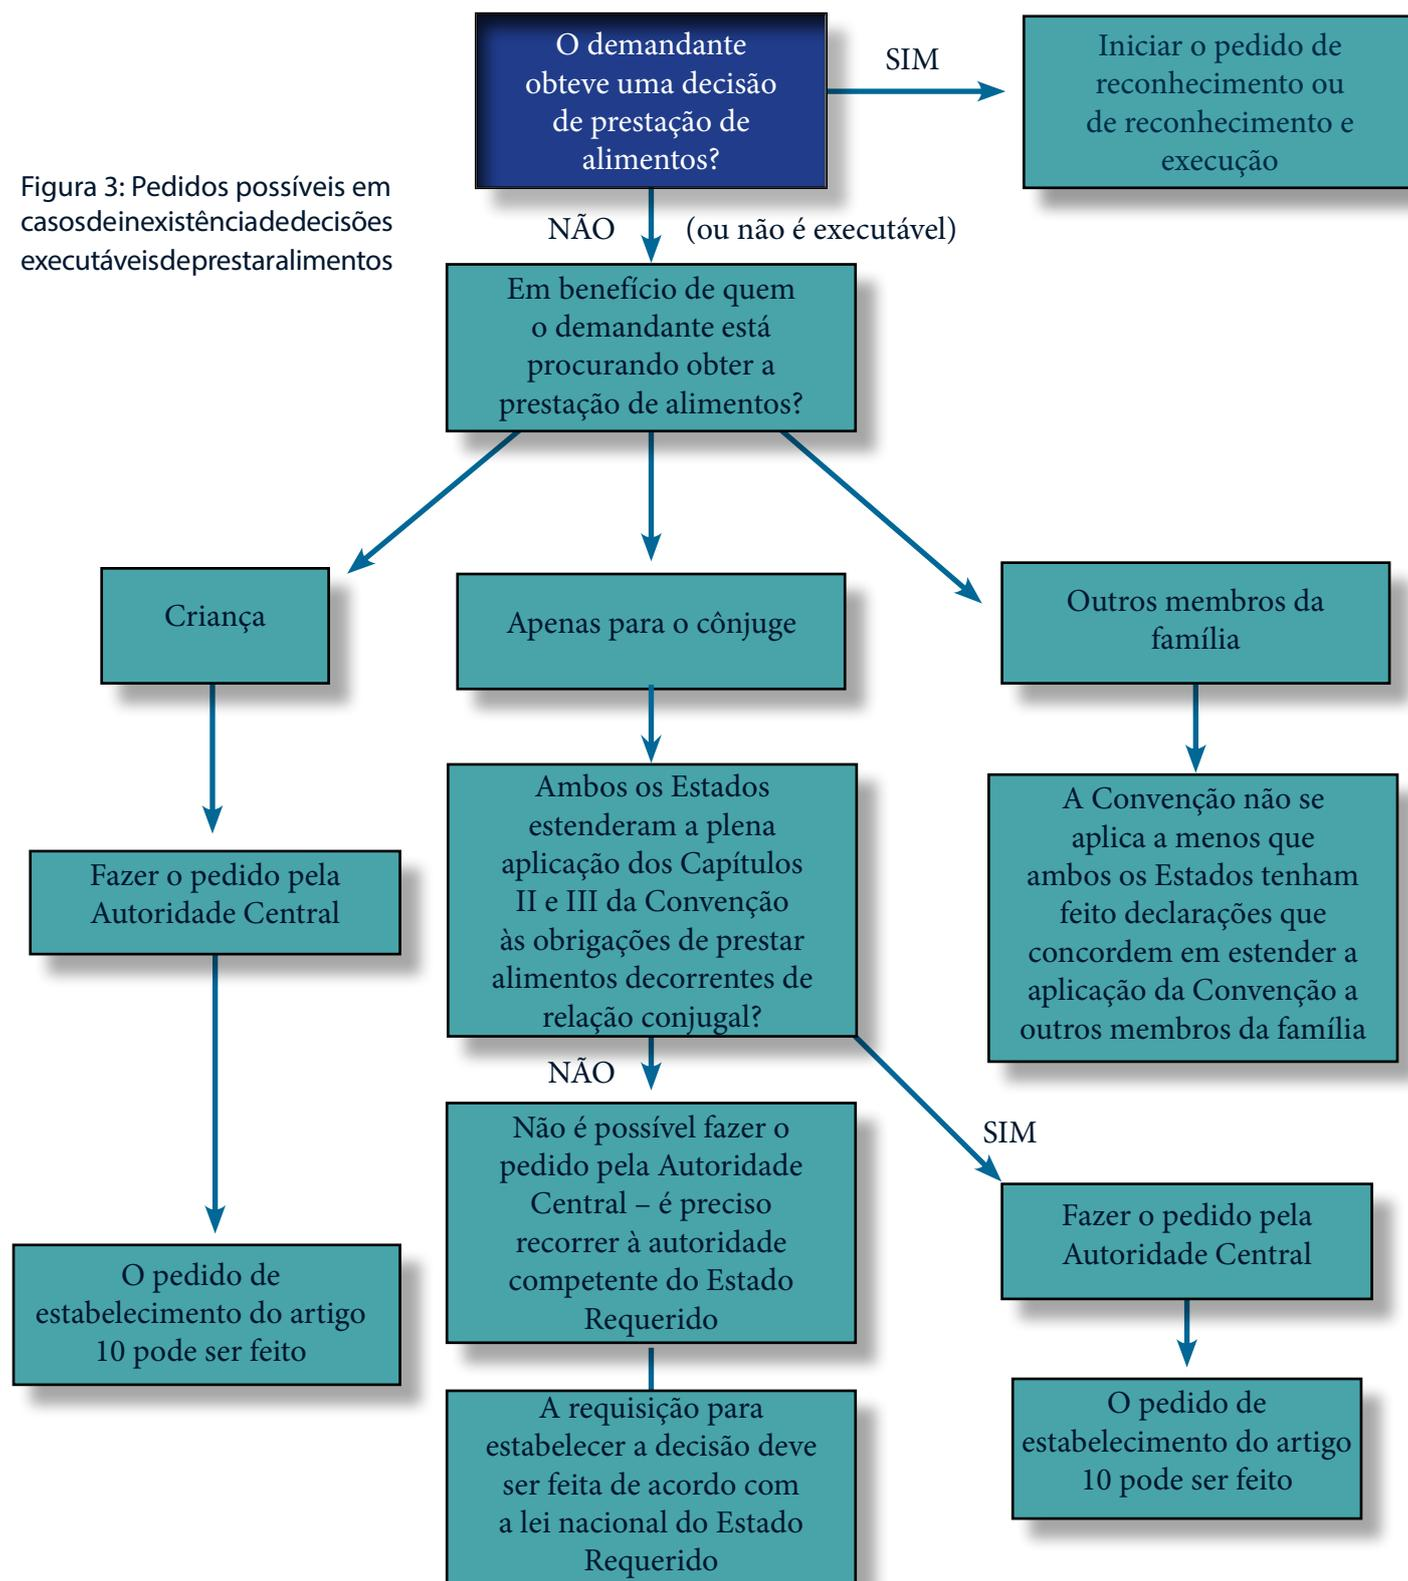 O demandante
obteve uma decisão
de prestação de
alimentos?
SIM
Iniciar o pedido de
reconhecimento ou
de reconhecimento e
execução
Figura 3: Pedidos possíveis em
casosdeinexistênciadedecisões
executáveisdeprestaralimentos
NÃO
(ou não é executável)
Em benefício de quem
o demandante está
procurando obter a
prestação de alimentos?
Criança
Apenas para o cônjuge
Outros membros da
família
Fazer o pedido pela
Autoridade Central
Ambos os Estados
estenderam a plena
aplicação dos Capítulos
II e III da Convenção
às obrigações de prestar
alimentos decorrentes de
relação conjugal?
A Convenção não se
aplica a menos que
ambos os Estados tenham
feito declarações que
concordem em estender a
aplicação da Convenção a
outros membros da família
NÃO
SIM
Não é possível fazer o
pedido pela Autoridade
Central – é preciso
recorrer à autoridade
competente do Estado
Requerido
Fazer o pedido pela
Autoridade Central
O pedido de
estabelecimento do artigo
10 pode ser feito
A requisição para
estabelecer a decisão deve
ser feita de acordo com
a lei nacional do Estado
Requerido
O pedido de
estabelecimento do artigo
10 pode ser feito